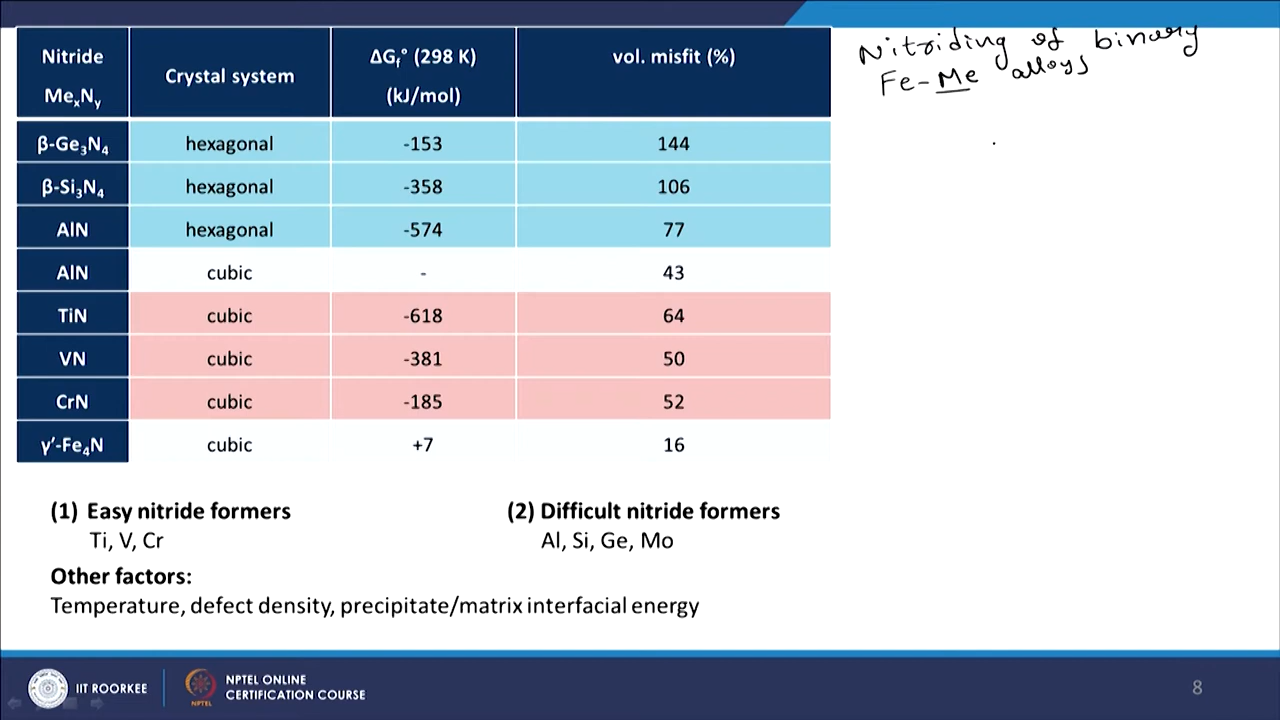 Nitride MeₓNᵧ | Crystal system | ΔGf° (298 K) (kJ/mol) | vol. misfit (%)
β-Ge₃N₄ | hexagonal | -153 | 144
β-Si₃N₄ | hexagonal | -358 | 106
AlN | hexagonal | -574 | 77
AlN | cubic | - | 43
TiN | cubic | -618 | 64
VN | cubic | -381 | 50
CrN | cubic | -185 | 52
γ′-Fe₄N | cubic | +7 | 16
Nitriding of binary
Fe-Me alloys
(1) Easy nitride formers
Ti, V, Cr
(2) Difficult nitride formers
Al, Si, Ge, Mo
Other factors:
Temperature, defect density, precipitate/matrix interfacial energy
IIT ROORKEE
NPTEL
NPTEL ONLINE
CERTIFICATION COURSE
8